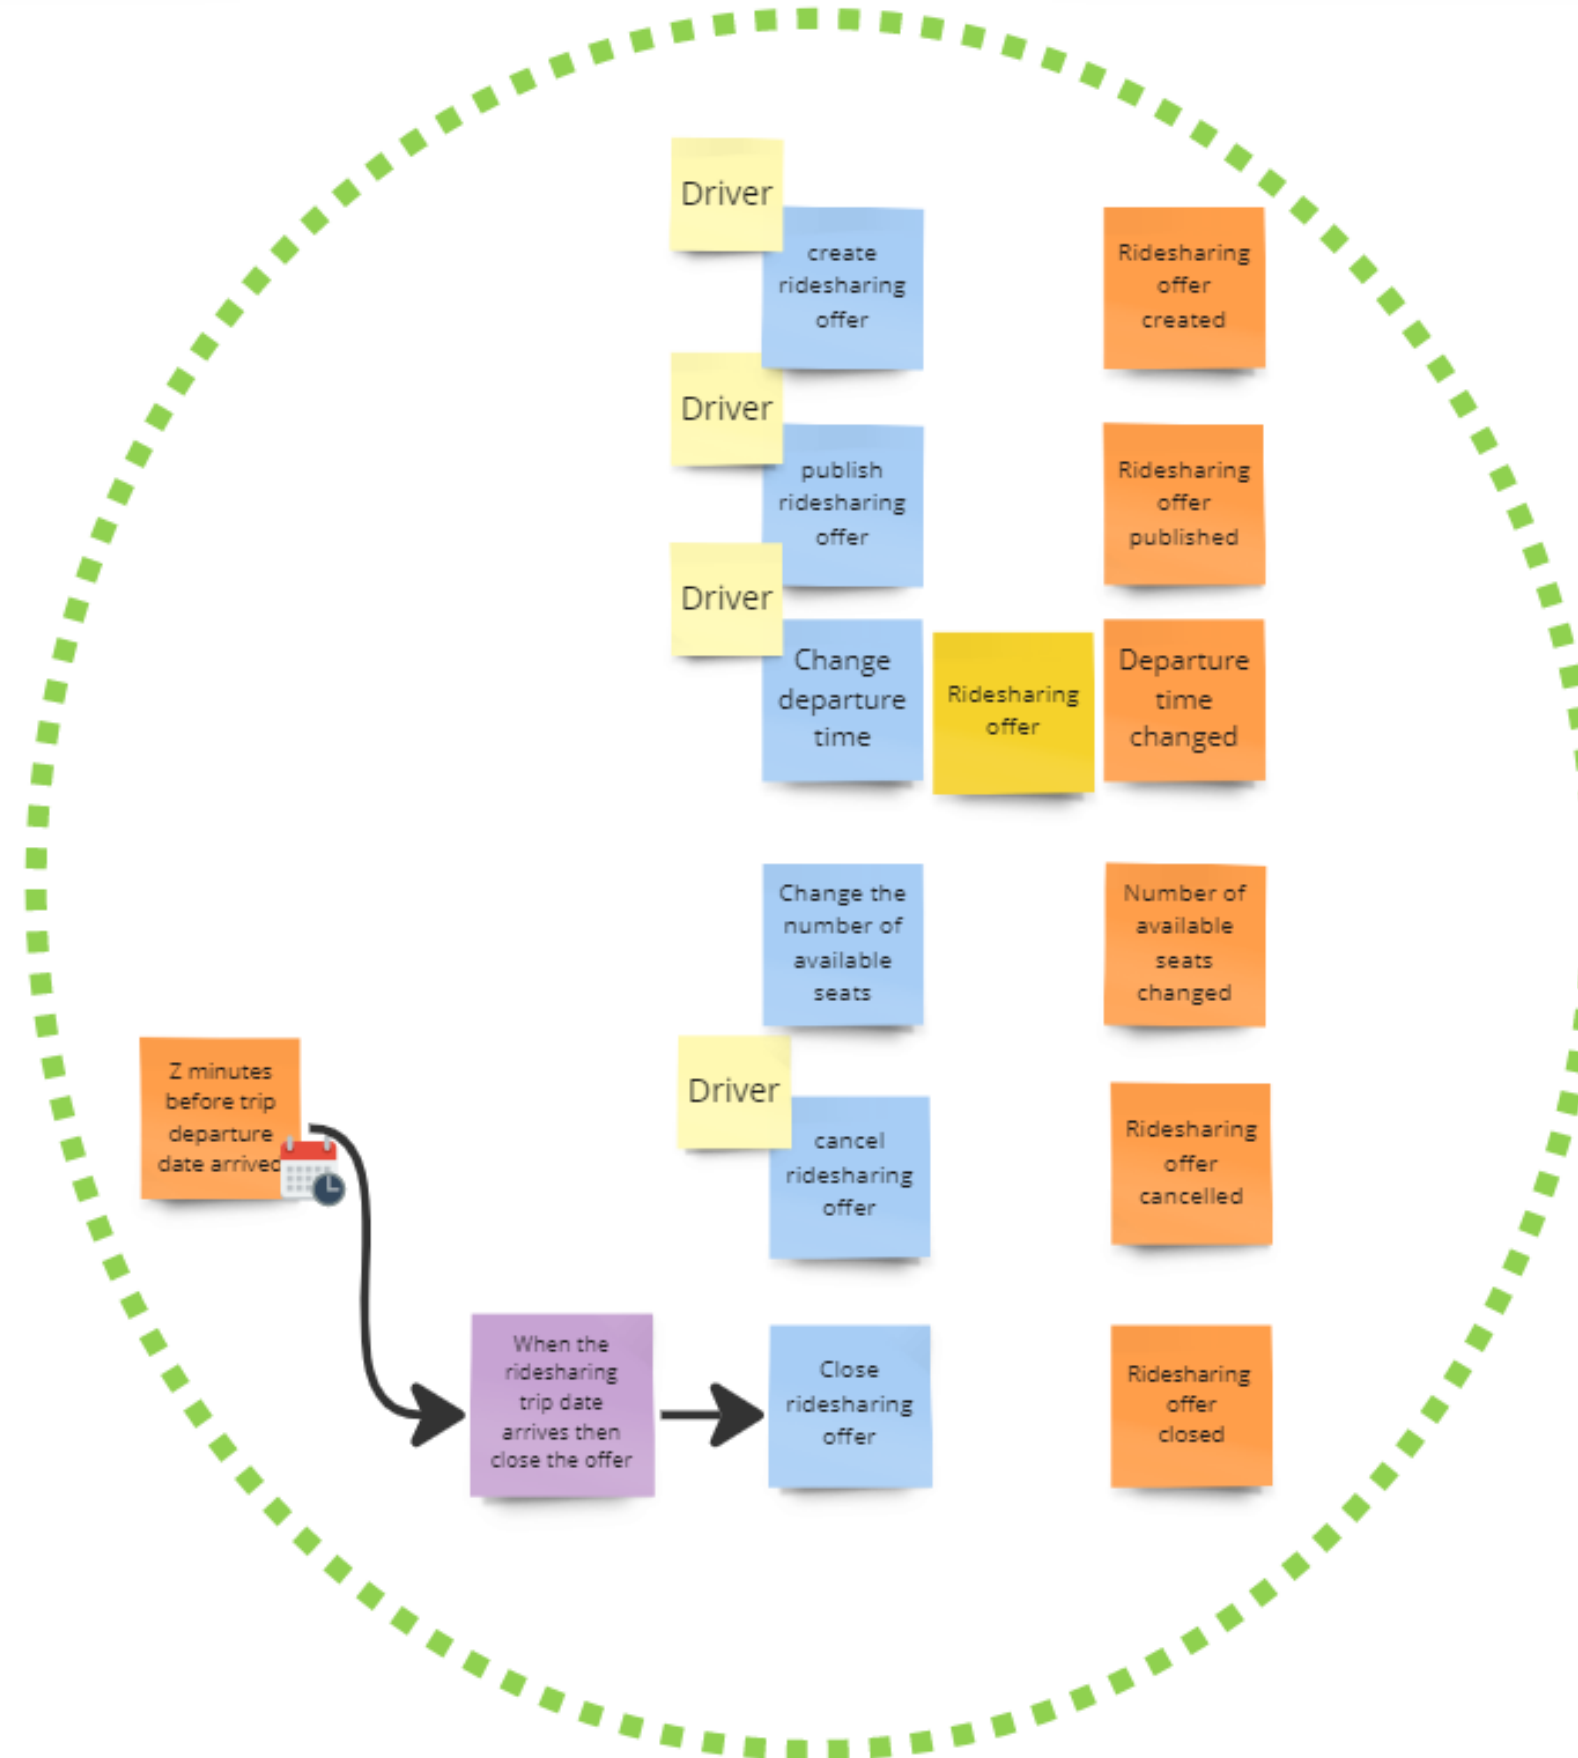 Driver
create
ridesharing
offer
Ridesharing
offer
created
Driver
publish
ridesharing
offer
Ridesharing
offer
published
Driver
Change
departure
time
Ridesharing
offer
Departure
time
changed
Change the
number of
available
seats
Number of
available
seats
changed
Z minutes
before trip
departure
date arrived
Driver
cancel
ridesharing
offer
Ridesharing
offer
cancelled
When the
ridesharing
trip date
arrives then
close the offer
Close
ridesharing
offer
Ridesharing
offer
closed